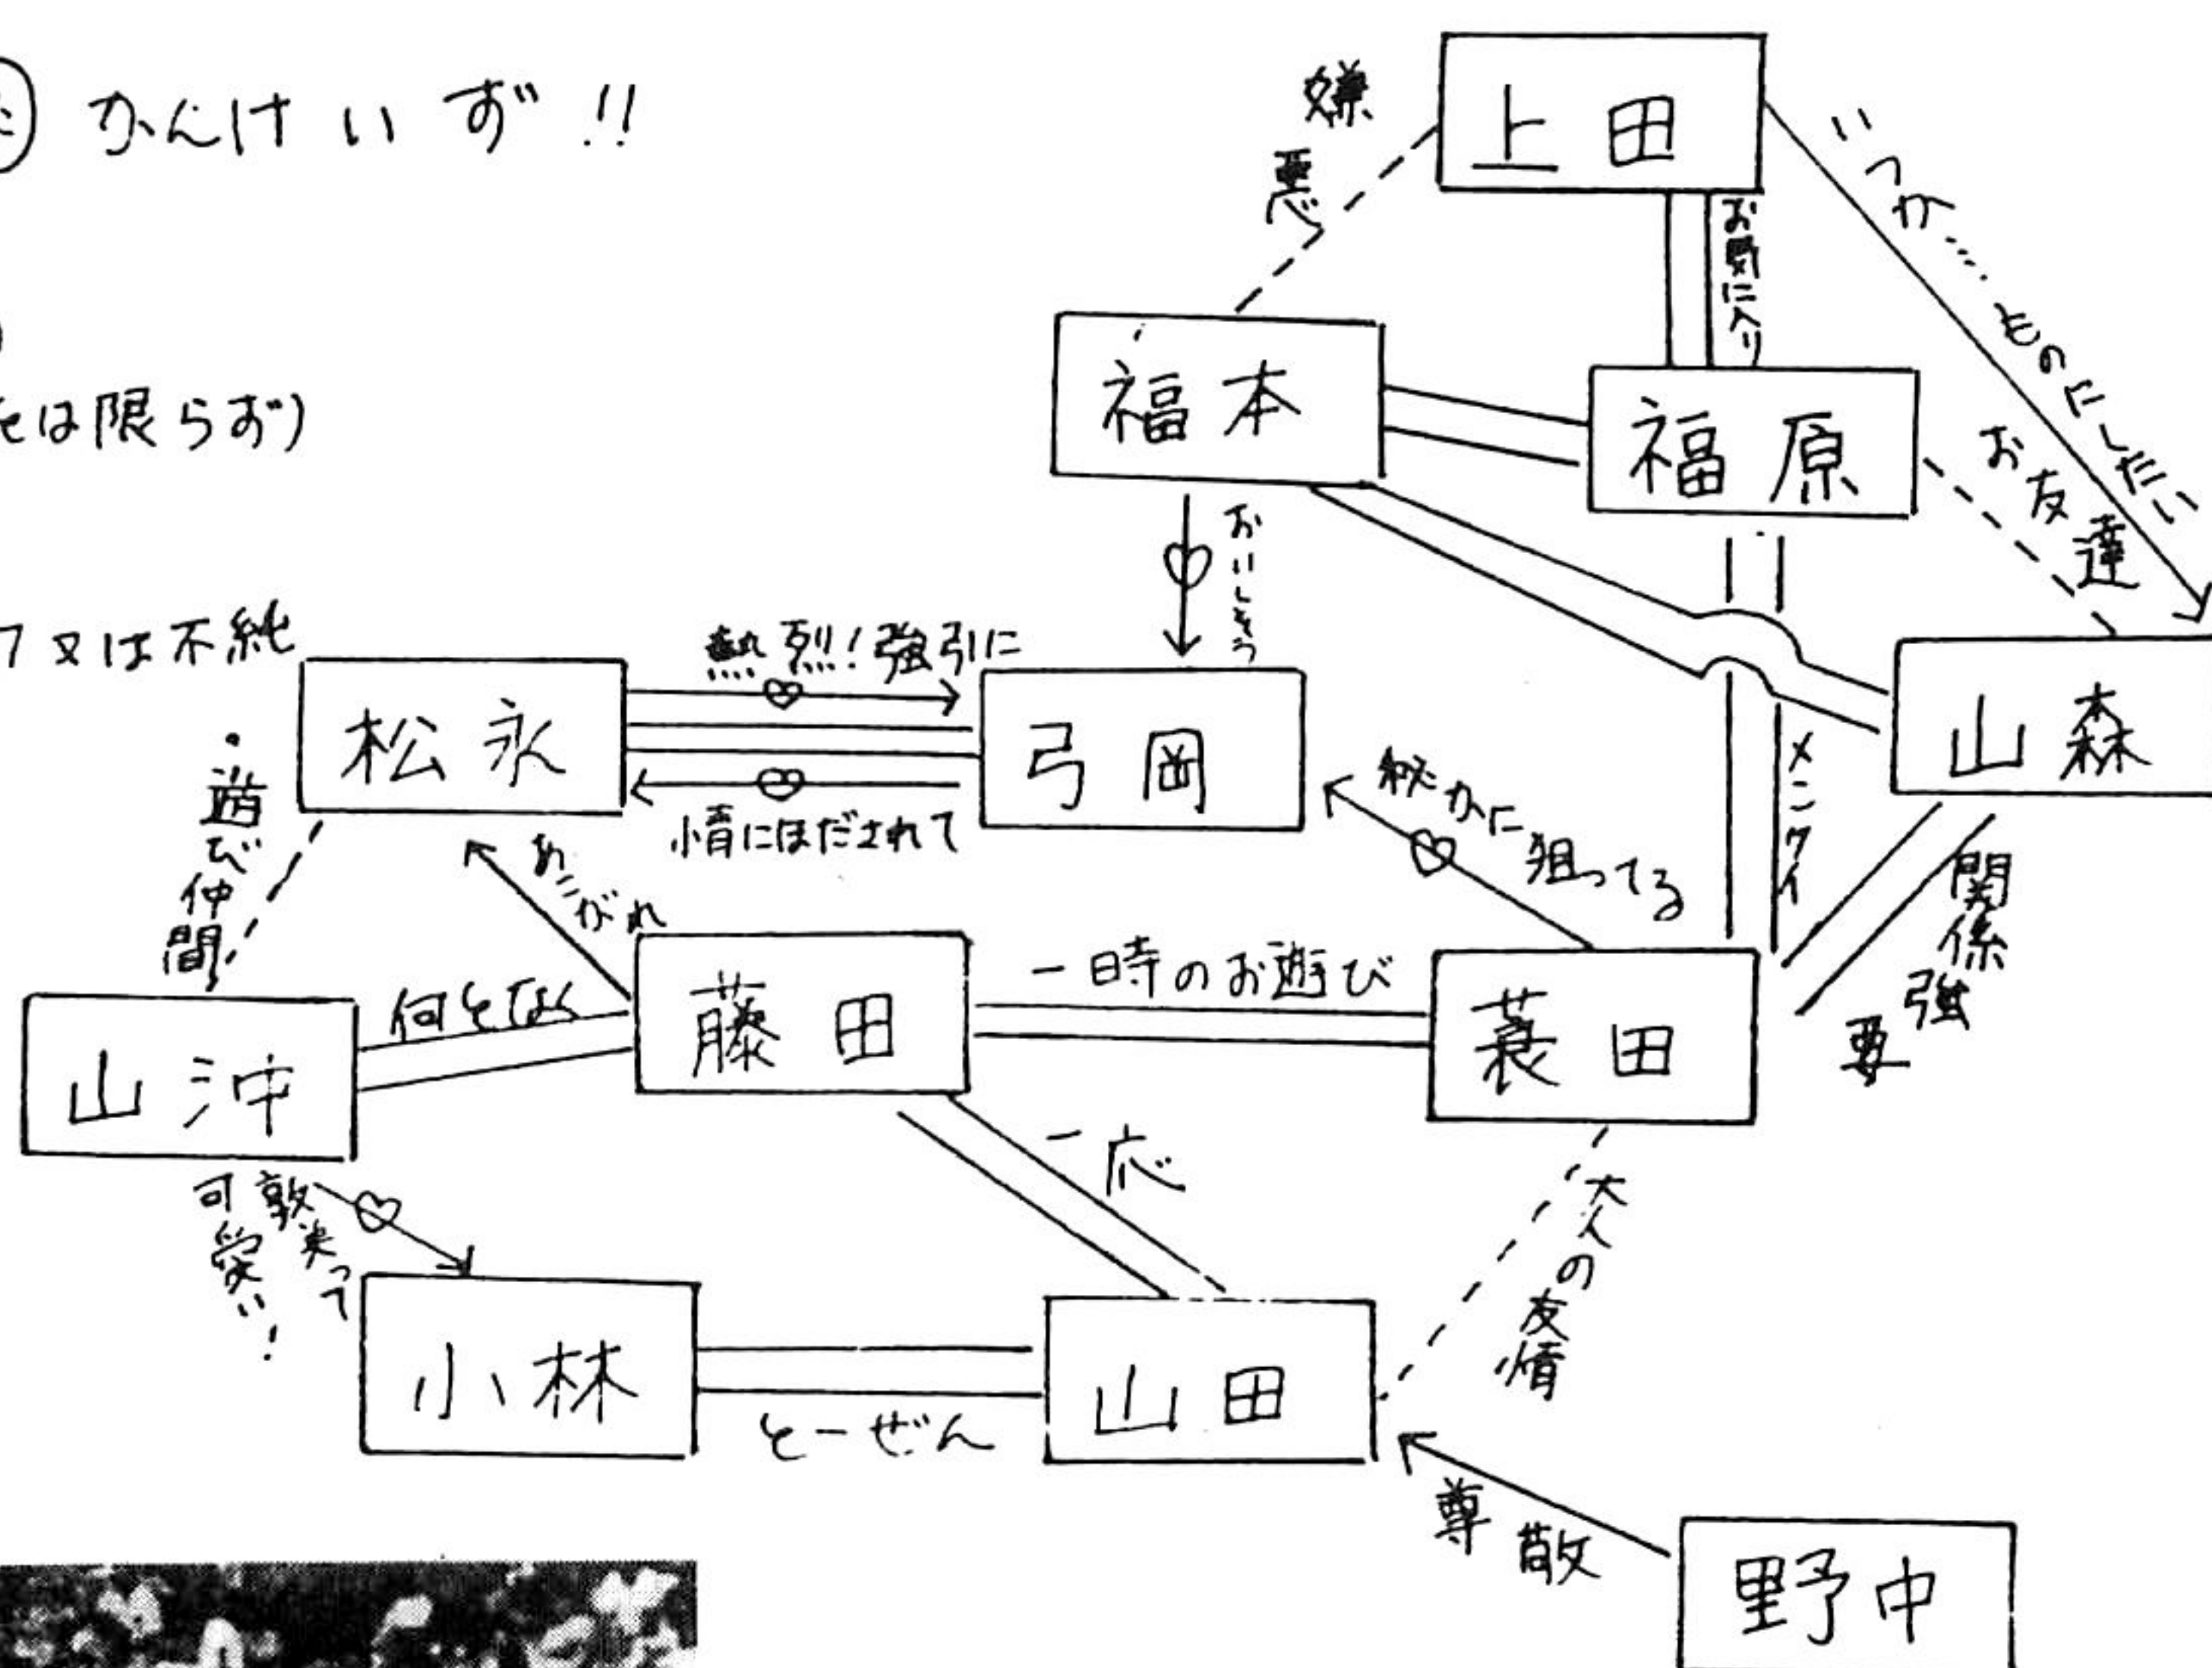 かんけいず!!
上田
嫌悪
お気に入り
いつか…ものにしたい
は限らず)
福本
福原
お友達
おいしそう
又は不純
熱烈!強引に
松永
弓岡
山森
情にほだされて
メンクイ
秘かに狙ってる
遊び仲間
あこがれ
関係強要
何となく
藤田
一時のお遊び
蓑田
山沖
一応
大人の友情
可愛い!
って
小林
とーぜん
山田
尊敬
野中